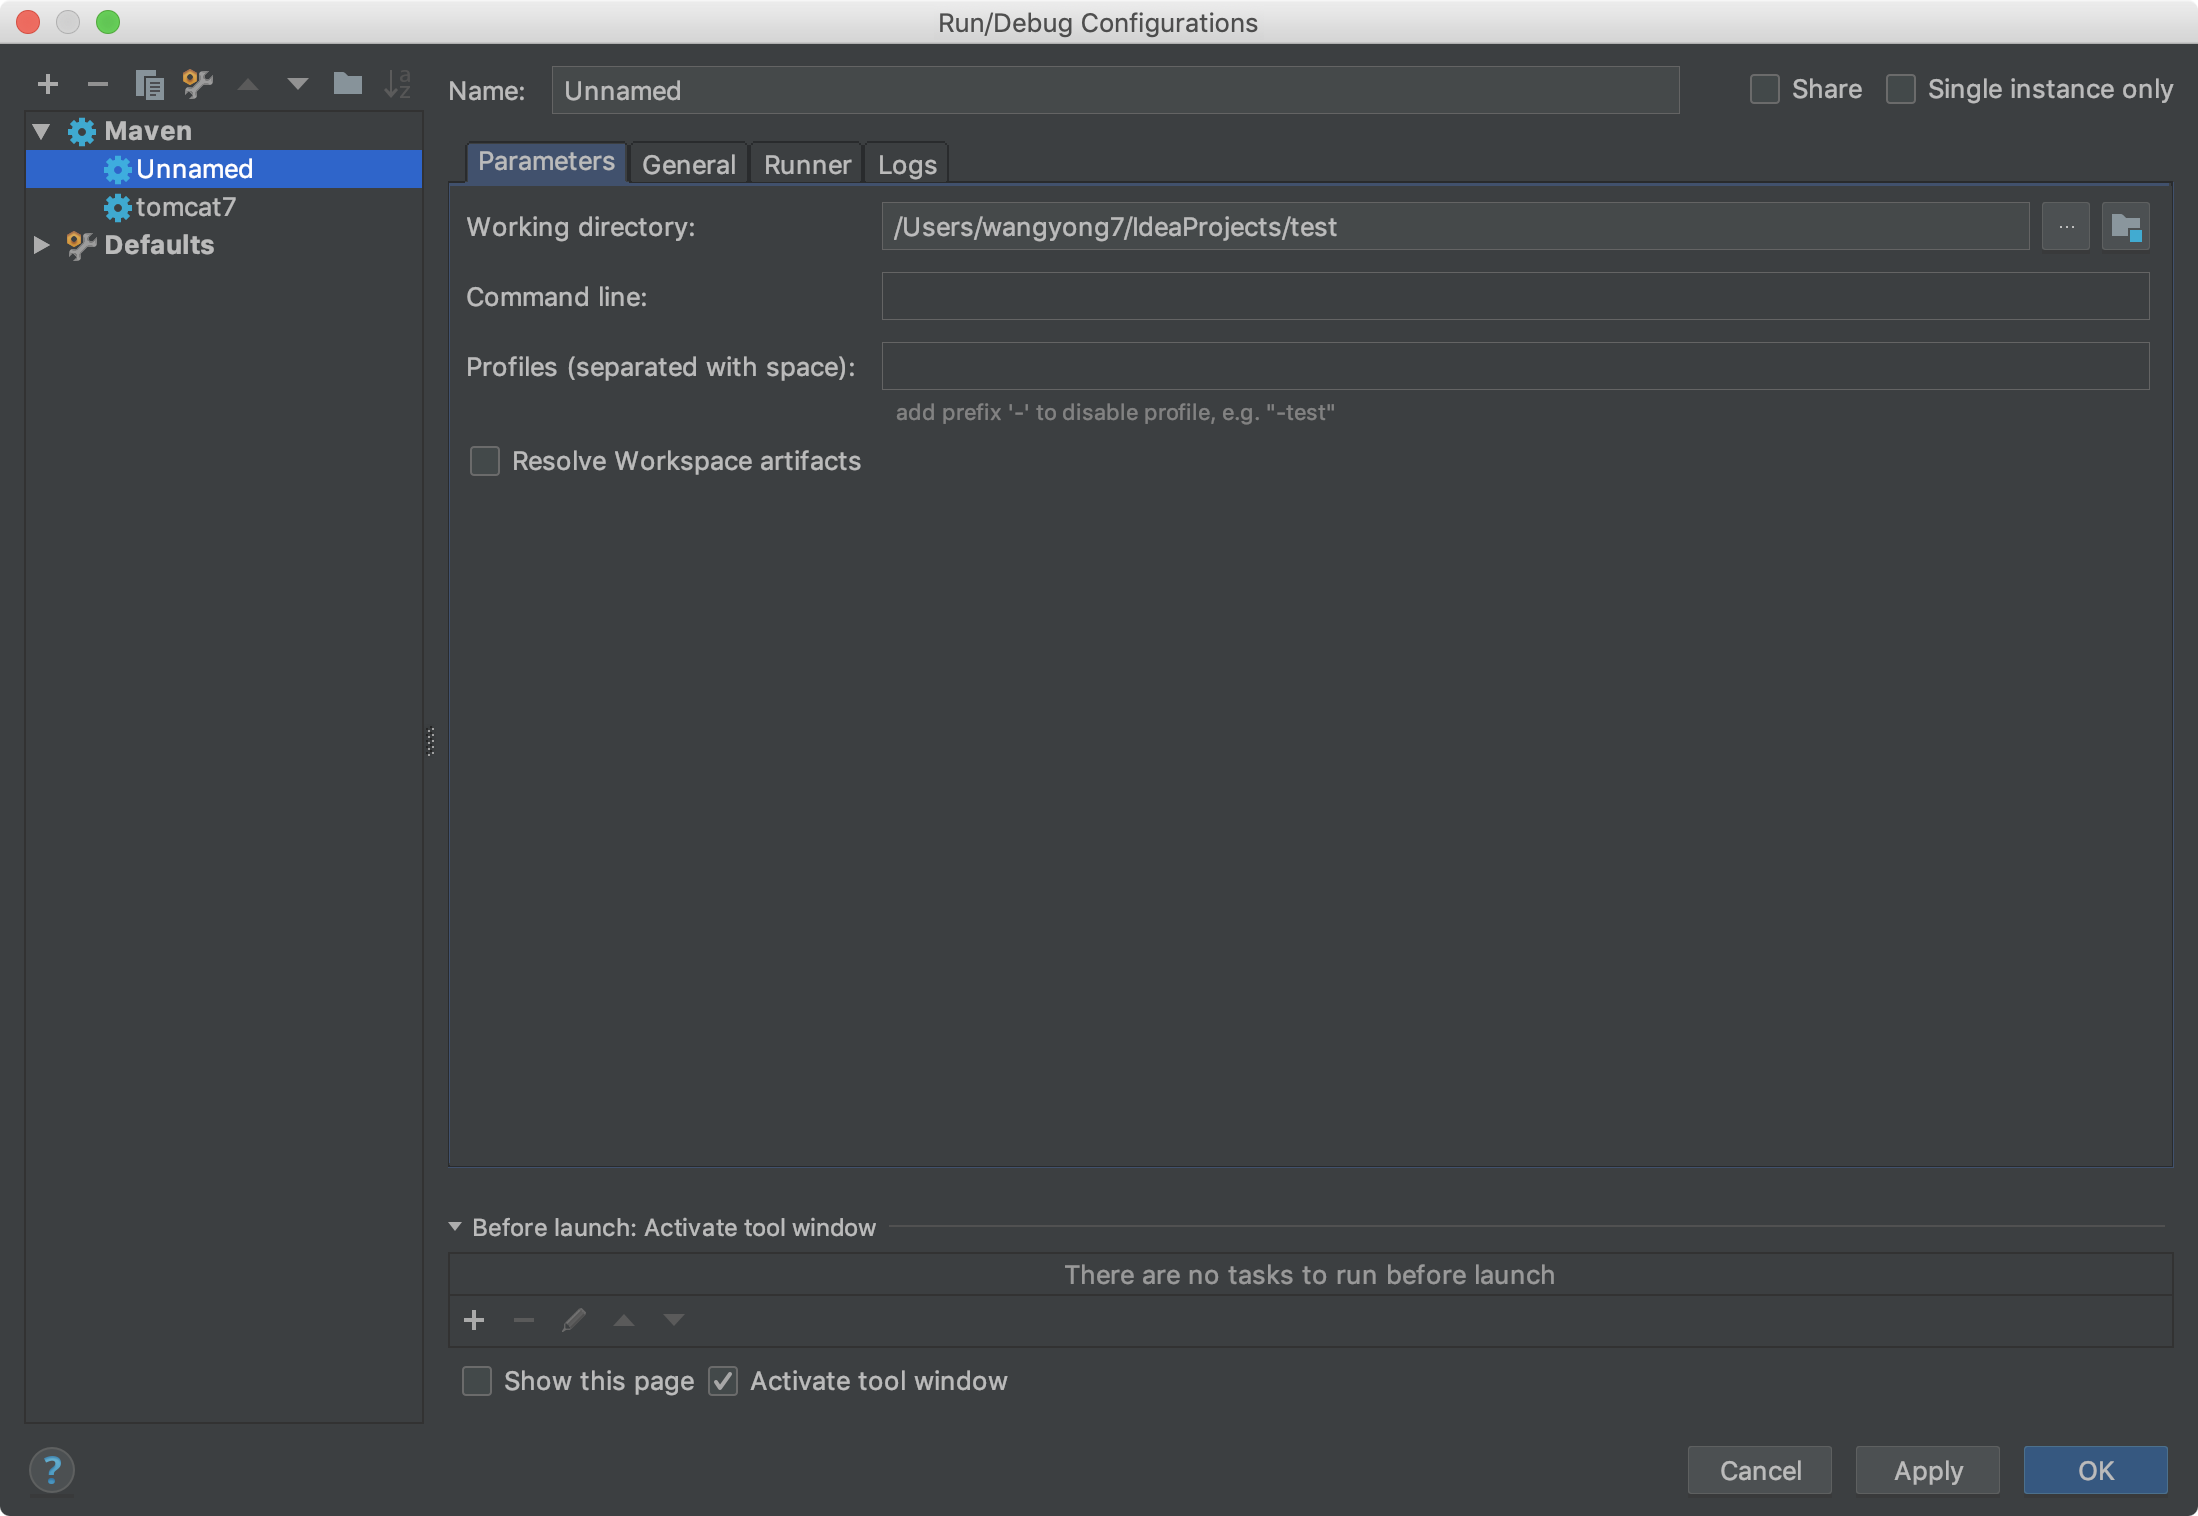 Run/Debug Configurations
Name: Unnamed Share Single instance only
Maven
Unnamed
tomcat7
Defaults
Parameters General Runner Logs
Working directory: /Users/wangyong7/IdeaProjects/test ...
Command line:
Profiles (separated with space):
add prefix '-' to disable profile, e.g. "-test"
Resolve Workspace artifacts
Before launch: Activate tool window
There are no tasks to run before launch
Show this page Activate tool window
? Cancel Apply OK